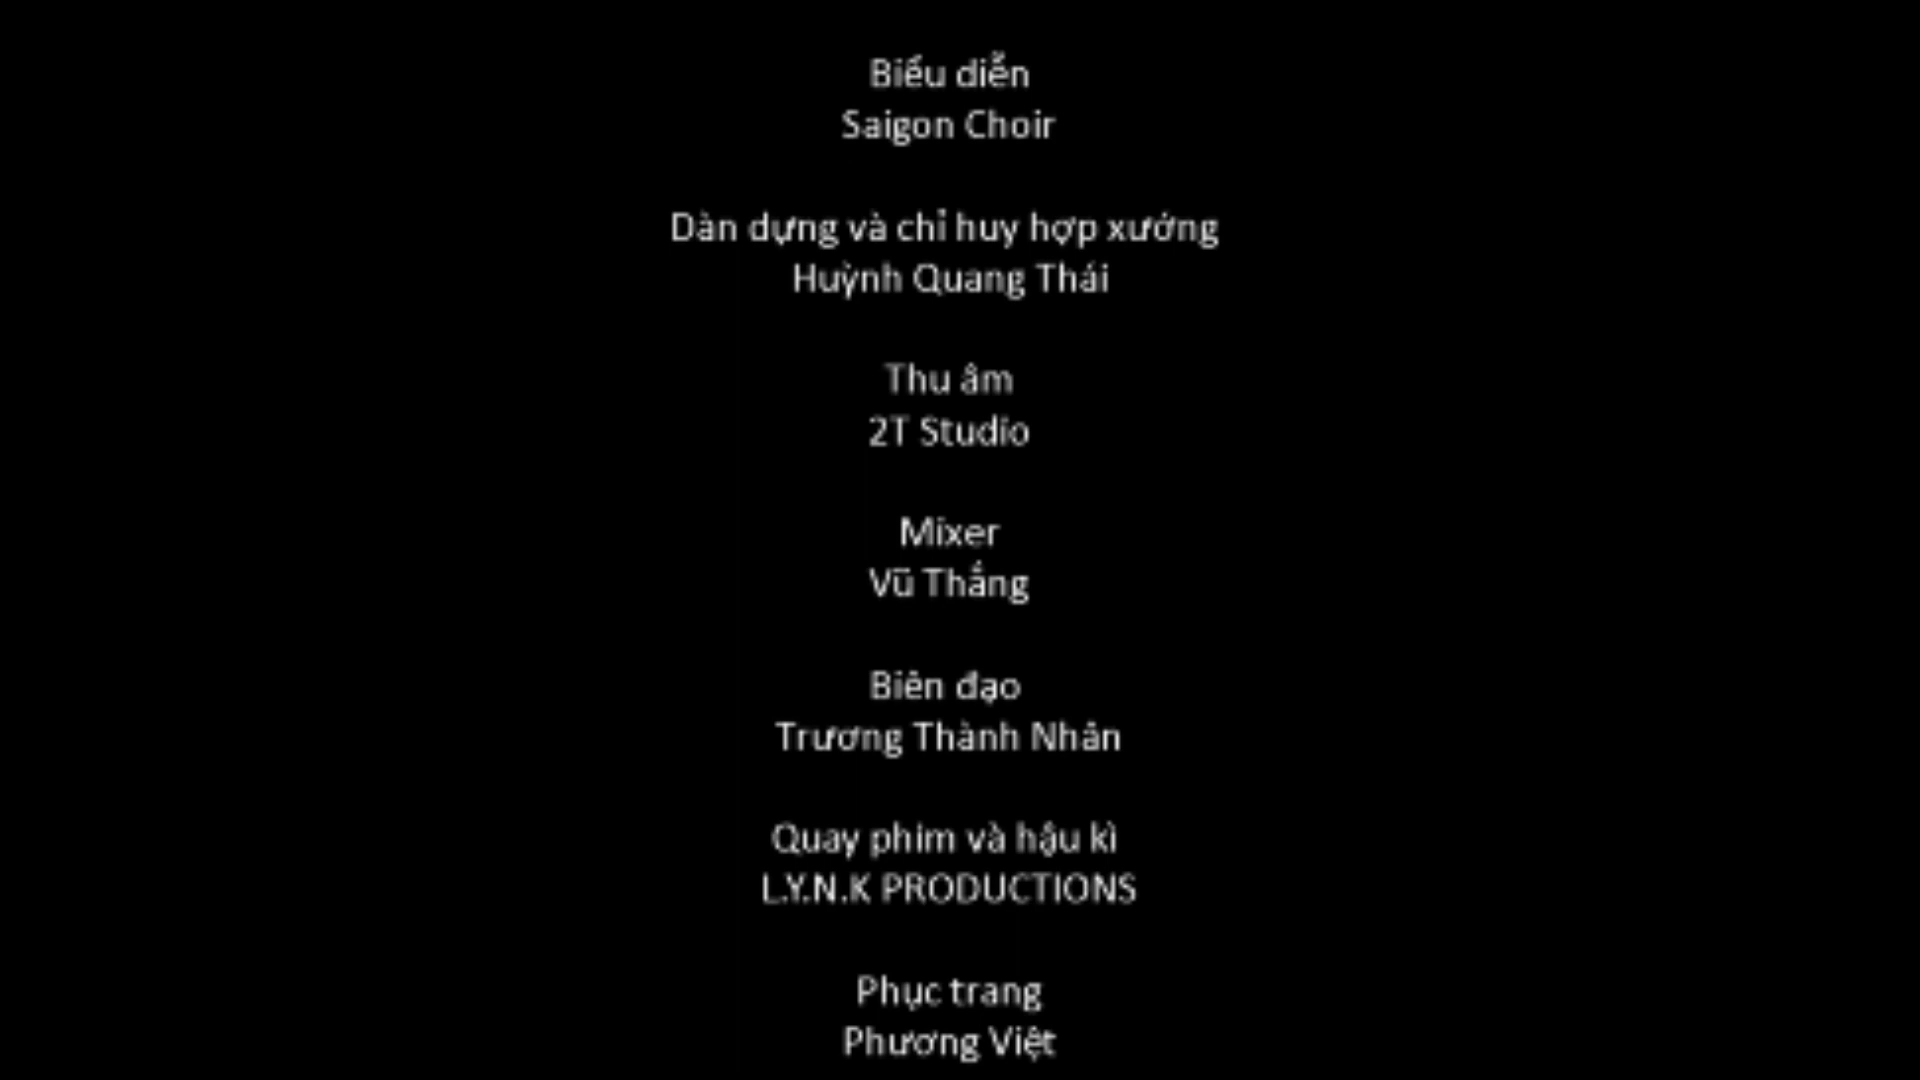 Biểu diễn
Saigon Choir
Dàn dựng và chỉ huy hợp xướng
Huỳnh Quang Thái
Thu âm
2T Studio
Mixer
Vũ Thắng
Biên đạo
Trương Thành Nhân
Quay phim và hậu kì
L.Y.N.K PRODUCTIONS
Phục trang
Phương Việt